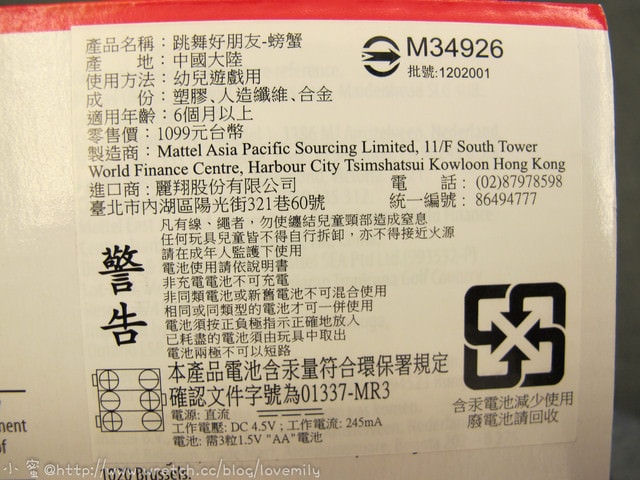 產品名稱：跳舞好朋友-螃蟹
產　　地：中國大陸
使用方法：幼兒遊戲用
成　　份：塑膠、人造纖維、合金
適用年齡：6個月以上
零售價：1099元台幣
M34926
批號:1202001
製造商：Mattel Asia Pacific Sourcing Limited, 11/F South Tower
World Finance Centre, Harbour City Tsimshatsui Kowloon Hong Kong
進口商：麗翔股份有限公司
電　　話：(02)87978598
臺北市內湖區陽光街321巷60號
統一編號：86494777
警告
凡有線、繩者，勿使纏結兒童頸部造成窒息
任何玩具兒童皆不得自行拆卸，亦不得接近火源
請在成年人監護下使用
電池使用請依說明書
非充電電池不可充電
非同類電池或新舊電池不可混合使用
相同或同類型的電池才可一併使用
電池須按正負極指示正確地放入
已耗盡的電池須由玩具中取出
電池兩極不可以短路
本產品電池含汞量符合環保署規定
確認文件字號為01337-MR3
電源: 直流
工作電壓: DC 4.5V；工作電流: 245mA
電池: 需3粒1.5V "AA"電池
含汞電池減少使用
廢電池請回收
nment
of
1020 Brussels.
小蜜@http://www.wretch.cc/blog/lovemily